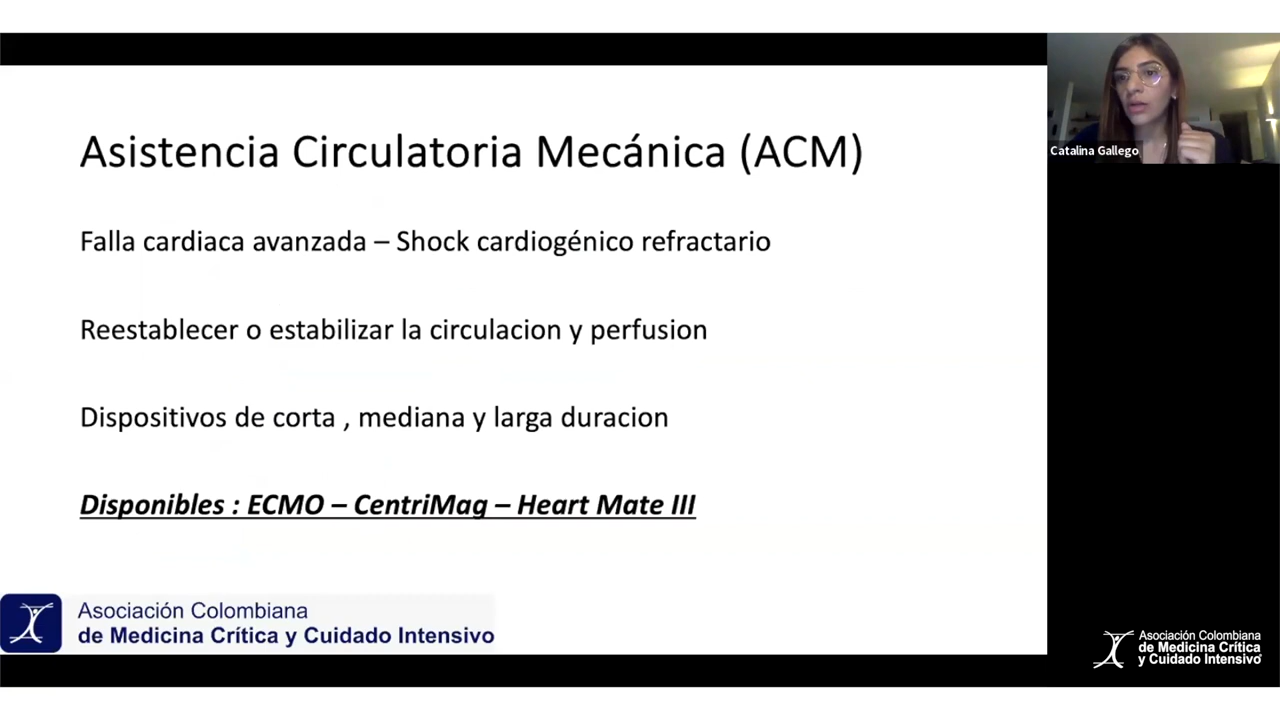 Asistencia Circulatoria Mecánica (ACM)
Falla cardiaca avanzada – Shock cardiogénico refractario
Reestablecer o estabilizar la circulacion y perfusion
Dispositivos de corta , mediana y larga duracion
Disponibles : ECMO – CentriMag – Heart Mate III
Asociación Colombiana
de Medicina Crítica y Cuidado Intensivo
Catalina Gallego
Asociación Colombiana
de Medicina Crítica
y Cuidado Intensivo